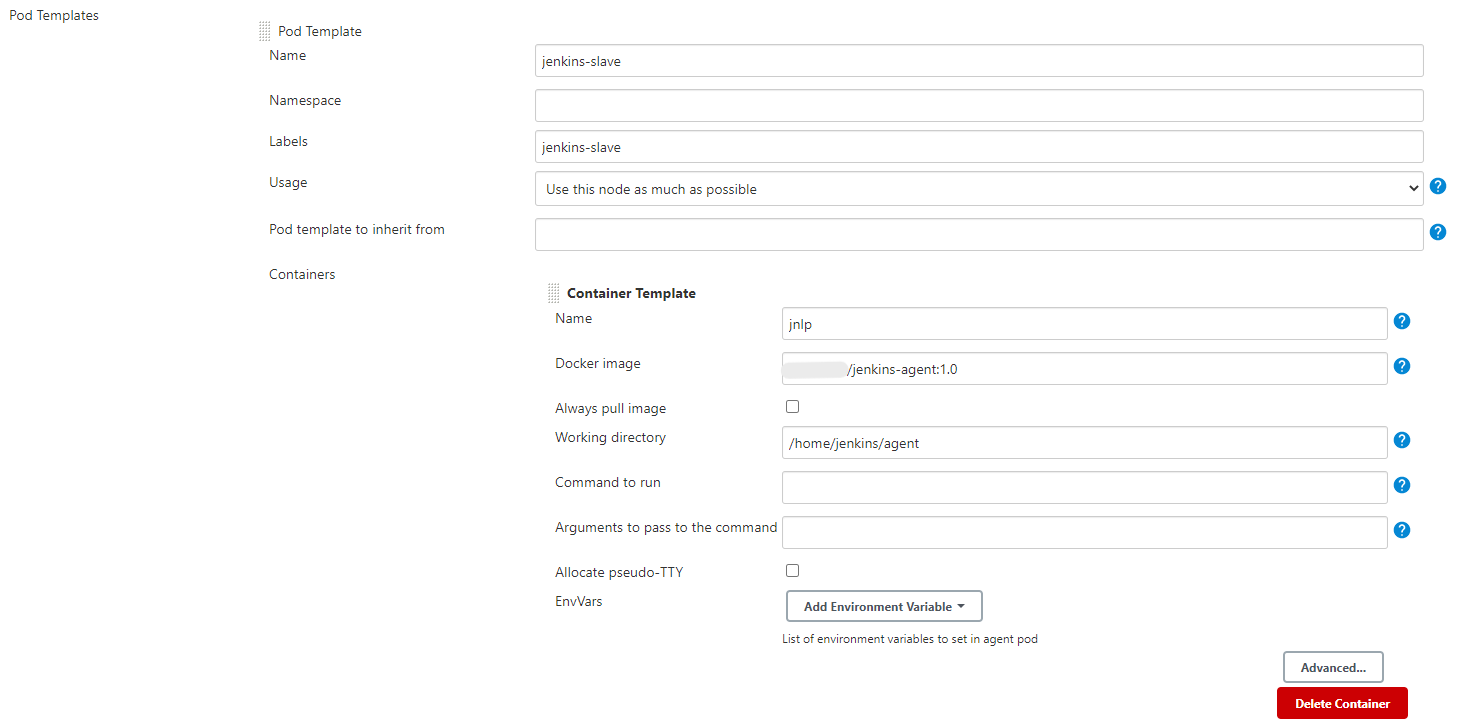 Pod Templates
Pod Template
Name
jenkins-slave
Namespace
Labels
jenkins-slave
Usage
Use this node as much as possible
?
Pod template to inherit from
?
Containers
Container Template
Name
jnlp
?
Docker image
/jenkins-agent:1.0
?
Always pull image
Working directory
/home/jenkins/agent
?
Command to run
?
Arguments to pass to the command
?
Allocate pseudo-TTY
EnvVars
Add Environment Variable
List of environment variables to set in agent pod
Advanced...
Delete Container